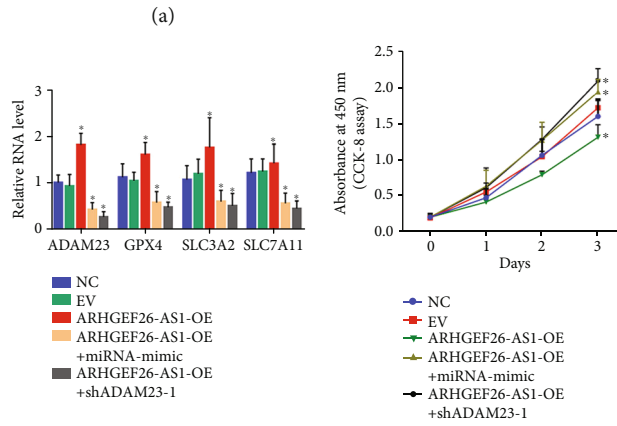 (a)
Relative RNA level
3
2
1
0
ADAM23 GPX4 SLC3A2 SLC7A11
* * * * * * * * * * * *
NC
EV
ARHGEF26-AS1-OE
ARHGEF26-AS1-OE
+miRNA-mimic
ARHGEF26-AS1-OE
+shADAM23-1
Absorbance at 450 nm
(CCK-8 assay)
2.5
2.0
1.5
1.0
0.5
0.0
0 1 2 3
Days
*
*
*
NC
EV
ARHGEF26-AS1-OE
ARHGEF26-AS1-OE
+miRNA-mimic
ARHGEF26-AS1-OE
+shADAM23-1